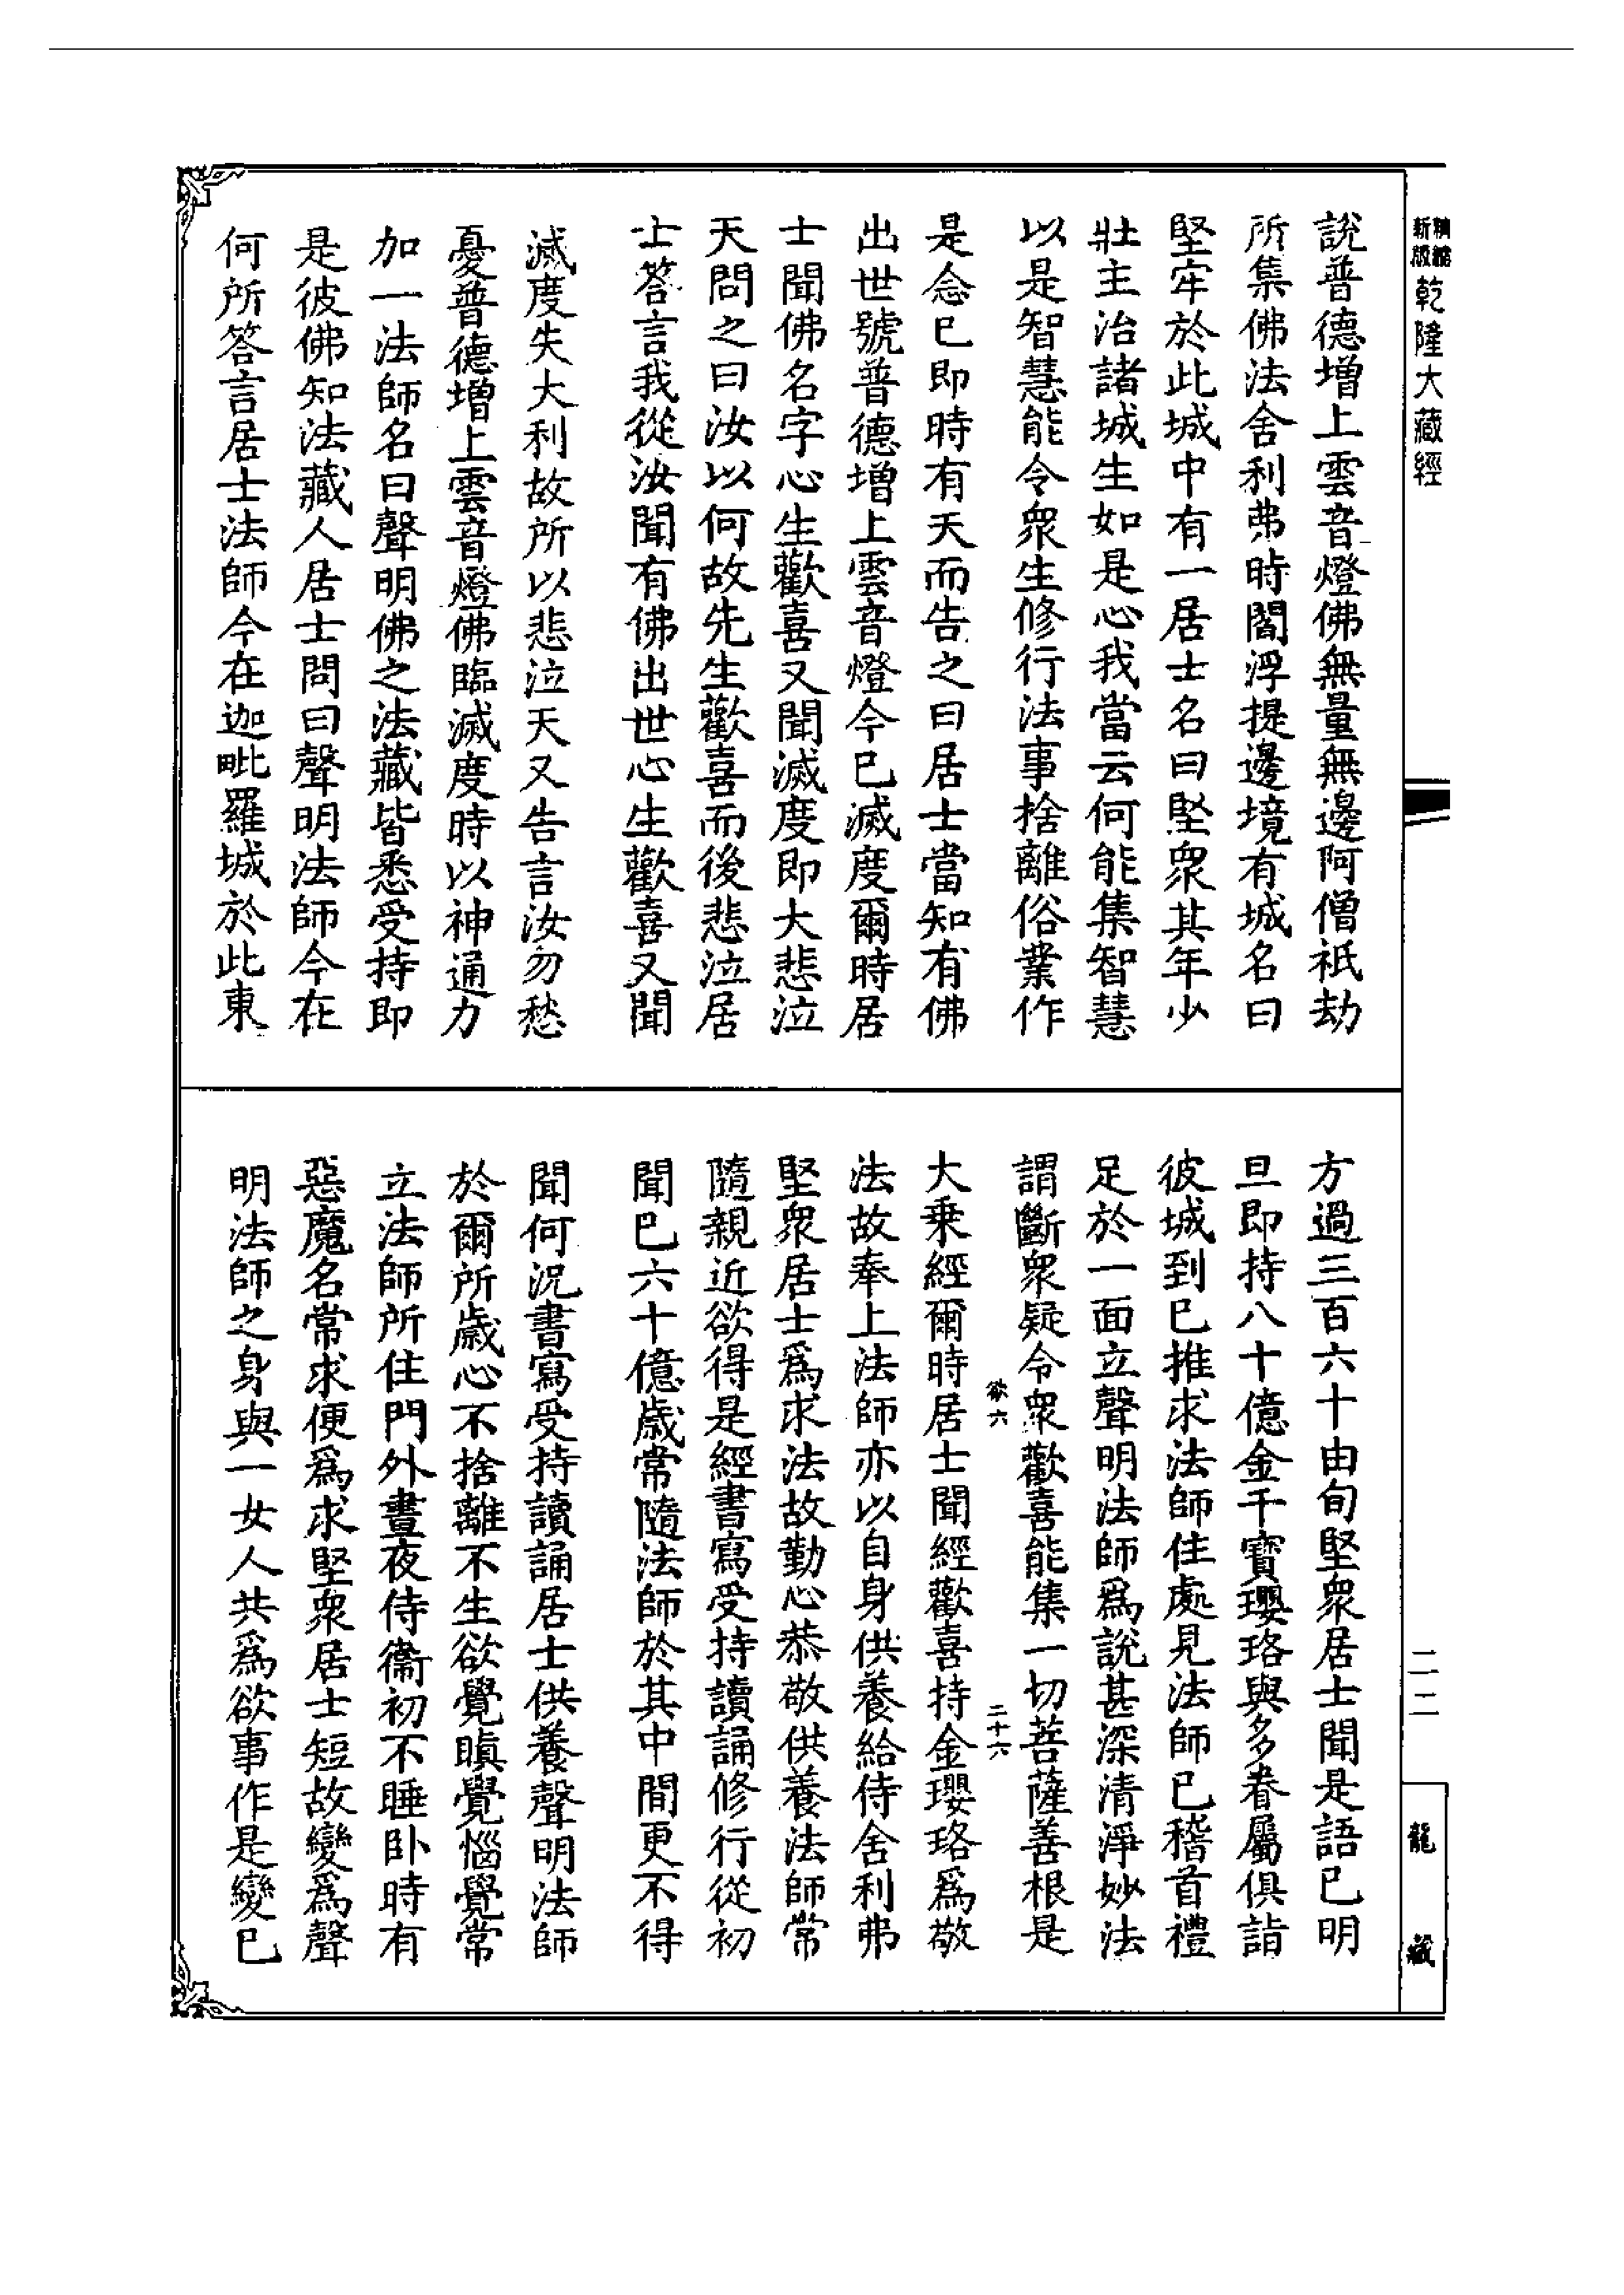 新版精縮乾隆大藏經
說普德增上雲音燈佛無量無邊阿僧祇劫
所集佛法舍利弗時閻浮提邊境有城名曰
堅牢於此城中有一居士名曰堅衆其年少
壯主治諸城生如是心我當云何能集智慧
以是智慧能令衆生修行法事捨離俗業作
是念已即時有天而告之曰居士當知有佛
出世號普德增上雲音燈今已滅度爾時居
士聞佛名字心生歡喜又聞滅度即大悲泣
天問之曰汝以何故先生歡喜而後悲泣居
士答言我從汝聞有佛出世心生歡喜又聞
滅度失大利故所以悲泣天又告言汝勿愁
憂普德增上雲音燈佛臨滅度時以神通力
加一法師名曰聲明佛之法藏皆悉受持即
是彼佛知法藏人居士問曰聲明法師今在
何所答言居士法師今在迦毗羅城於此東
方過三百六十由旬堅衆居士聞是語已明
旦即持八十億金千寶瓔珞與多眷屬俱詣
彼城到已推求法師住處見法師已稽首禮
足於一面立聲明法師爲說甚深清淨妙法
謂斷衆疑令衆歡喜能集一切菩薩善根是
欲六 二十六
大乘經爾時居士聞經歡喜持金瓔珞爲敬
法故奉上法師亦以自身供養給侍舍利弗
堅衆居士爲求法故勤心恭敬供養法師常
隨親近欲得是經書寫受持讀誦修行從初
聞已六十億歲常隨法師於其中間更不得
聞何況書寫受持讀誦居士供養聲明法師
於爾所歲心不捨離不生欲覺瞋覺惱覺常
立法師所住門外晝夜侍衞初不睡卧時有
惡魔名常求便爲求堅衆居士短故變爲聲
明法師之身與一女人共爲欲事作是變已
二二
龍藏